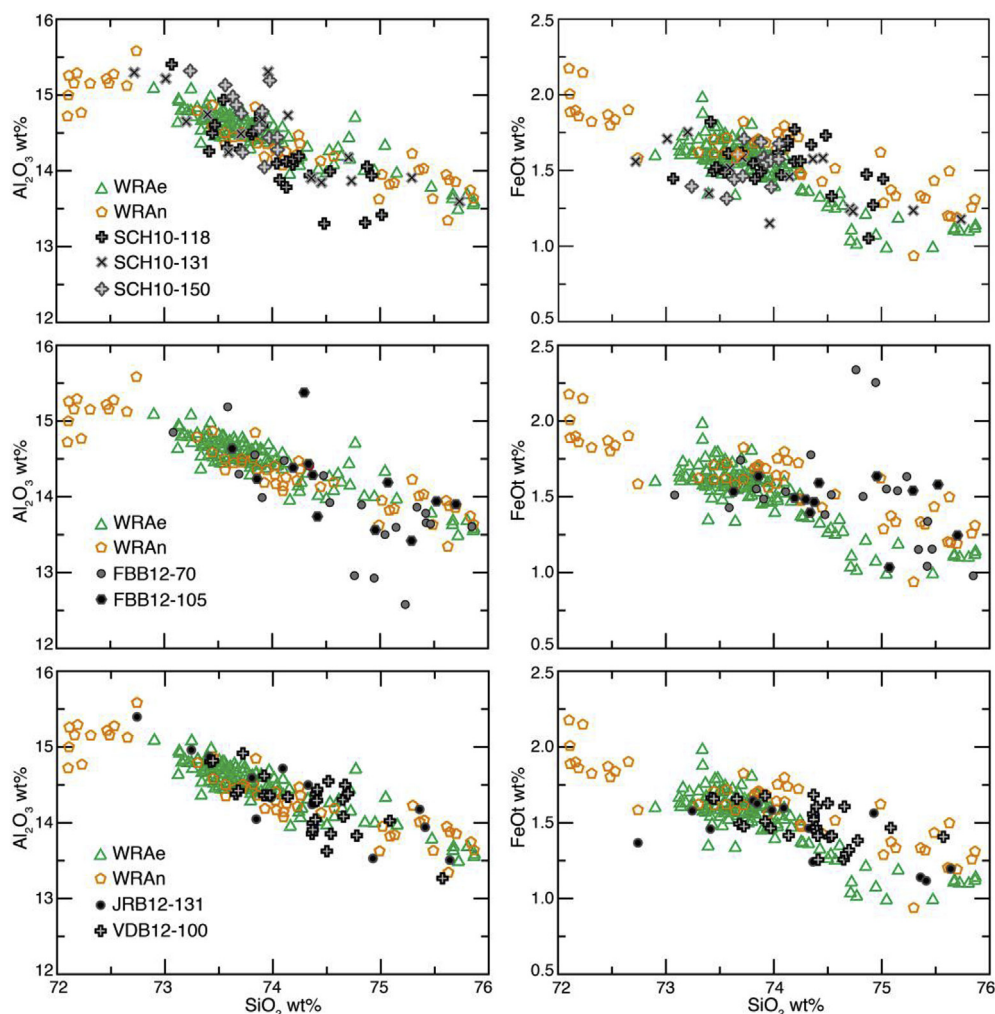 16
15
14
13
12
Al2O3 wt%
WRAe
WRAn
SCH10-118
SCH10-131
SCH10-150
2.5
2.0
1.5
1.0
0.5
FeOt wt%
16
15
14
13
12
Al2O3 wt%
WRAe
WRAn
FBB12-70
FBB12-105
2.5
2.0
1.5
1.0
0.5
FeOt wt%
16
15
14
13
12
Al2O3 wt%
WRAe
WRAn
JRB12-131
VDB12-100
72 73 74 75 76
SiO2 wt%
2.5
2.0
1.5
1.0
0.5
FeOt wt%
72 73 74 75 76
SiO2 wt%